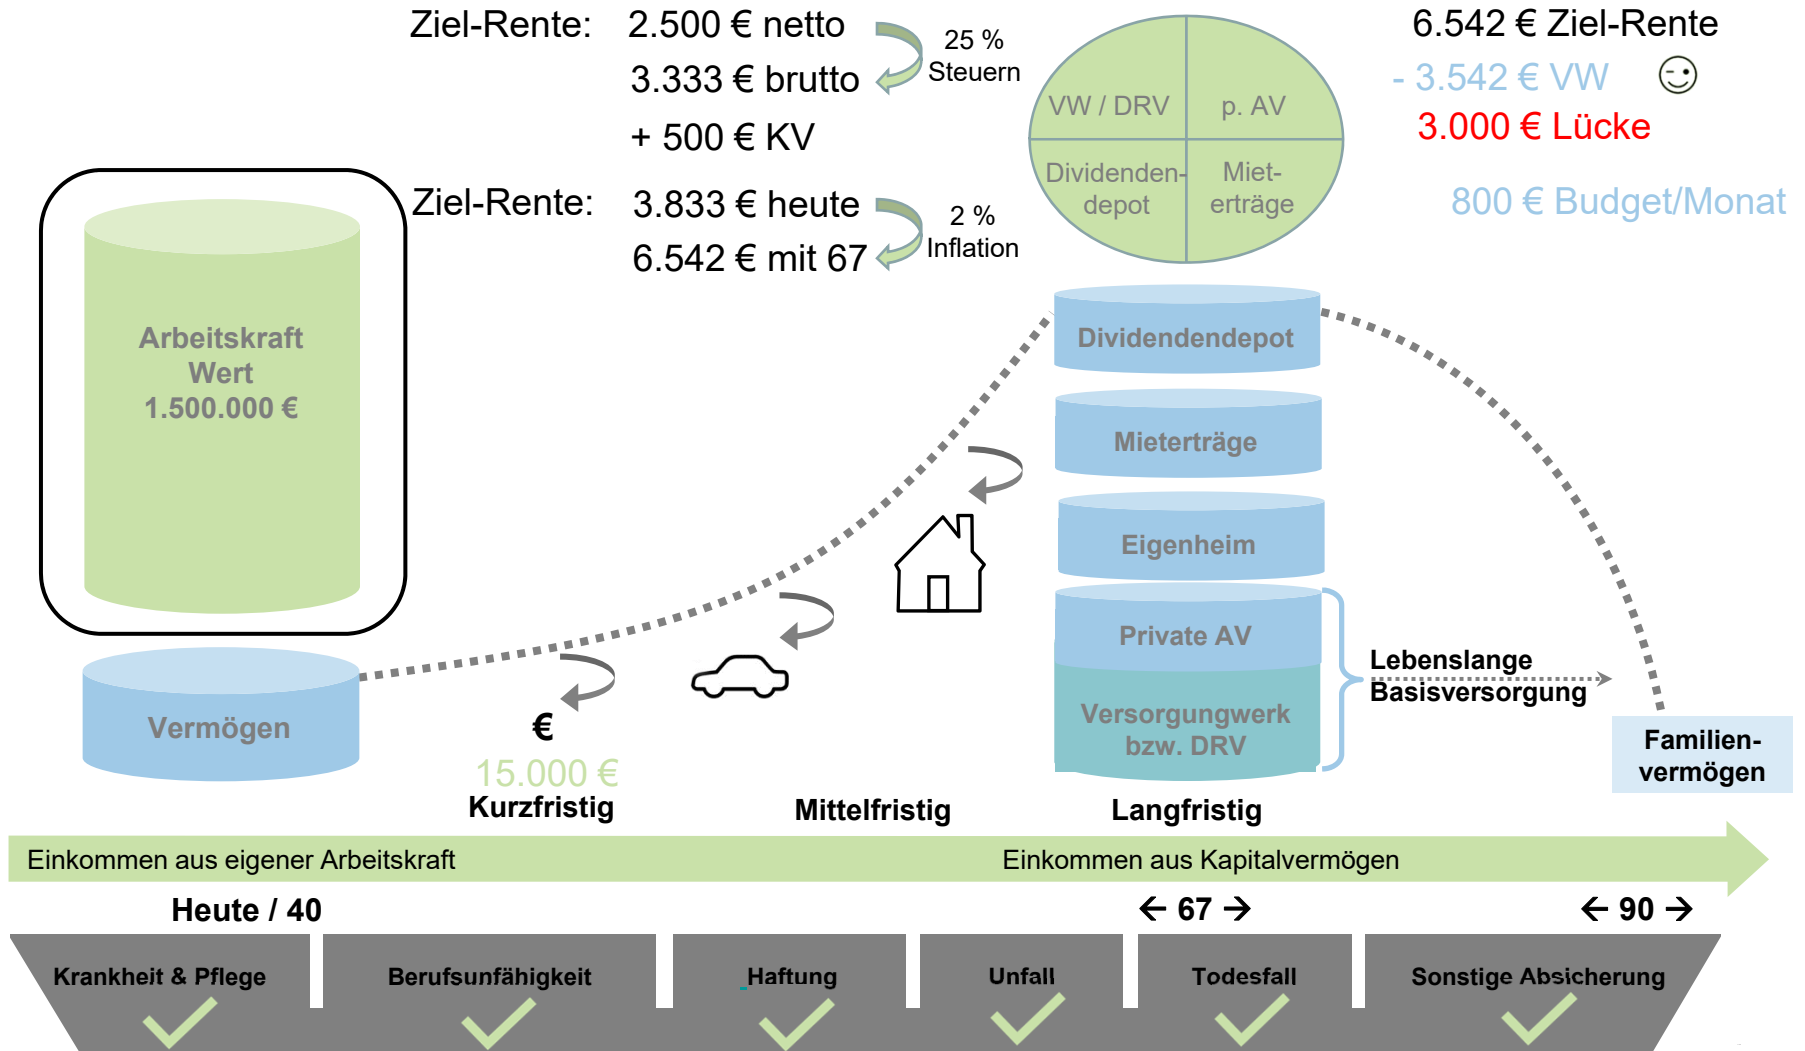 Ziel-Rente: 2.500 € netto
25 %
Steuern
3.333 € brutto
+ 500 € KV
Ziel-Rente: 3.833 € heute
2 %
Inflation
6.542 € mit 67
VW / DRV
p. AV
Dividenden-
depot
Miet-
erträge
6.542 € Ziel-Rente
- 3.542 € VW
3.000 € Lücke
800 € Budget/Monat
Arbeitskraft
Wert
1.500.000 €
Vermögen
€
15.000 €
Dividendendepot
Mieterträge
Eigenheim
Private AV
Versorgungwerk
bzw. DRV
Lebenslange
Basisversorgung
Familien-
vermögen
Kurzfristig
Mittelfristig
Langfristig
Einkommen aus eigener Arbeitskraft
Einkommen aus Kapitalvermögen
Heute / 40
← 67 →
← 90 →
Krankheit & Pflege
Berufsunfähigkeit
Haftung
Unfall
Todesfall
Sonstige Absicherung